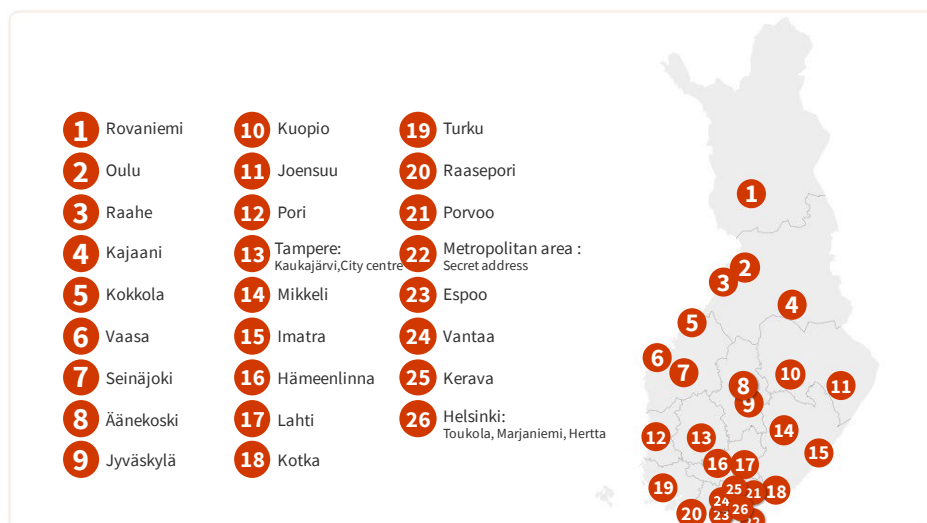 1 Rovaniemi
2 Oulu
3 Raahe
4 Kajaani
5 Kokkola
6 Vaasa
7 Seinäjoki
8 Äänekoski
9 Jyväskylä
10 Kuopio
11 Joensuu
12 Pori
13 Tampere:
Kaukajärvi,City centre
14 Mikkeli
15 Imatra
16 Hämeenlinna
17 Lahti
18 Kotka
19 Turku
20 Raasepori
21 Porvoo
22 Metropolitan area :
Secret address
23 Espoo
24 Vantaa
25 Kerava
26 Helsinki:
Toukola, Marjaniemi, Hertta
1
2
3
4
5
6
7
8
9
10
11
12
13
14
15
16
17
19
25
21
18
24
26
20
23
22